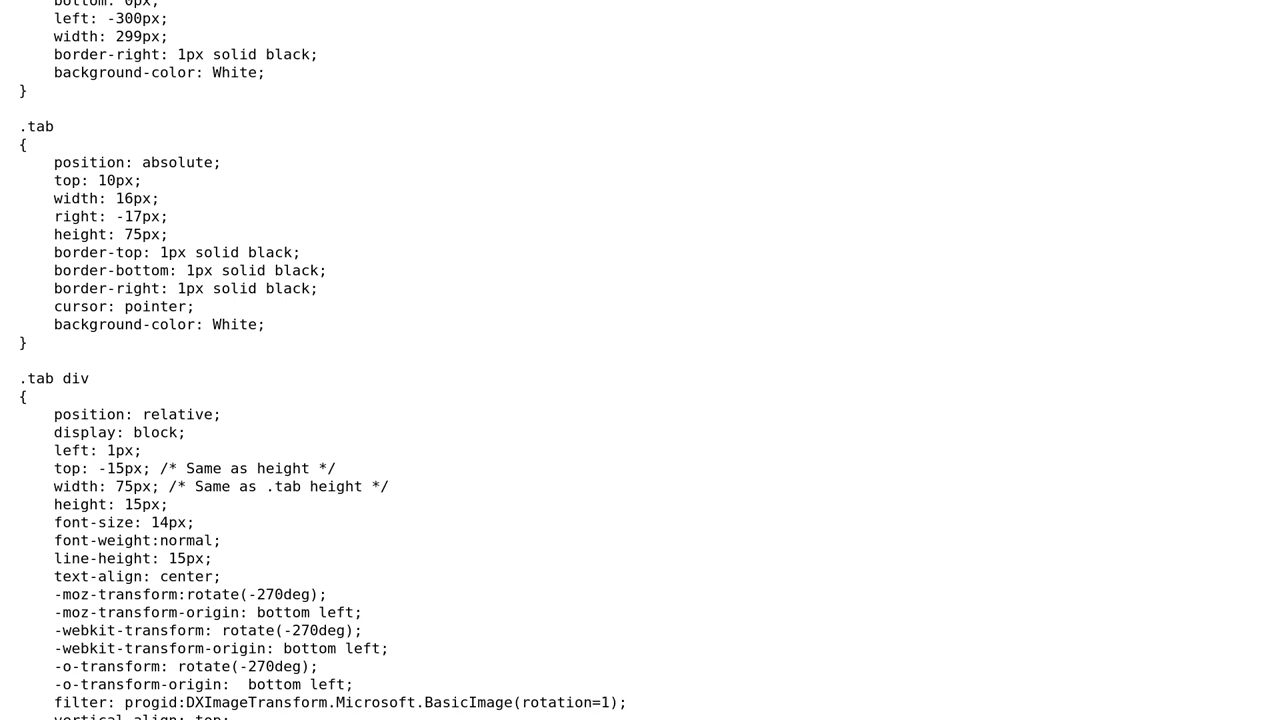 bottom: 0px;
left: -300px;
width: 299px;
border-right: 1px solid black;
background-color: White;
}
.tab
{
position: absolute;
top: 10px;
width: 16px;
right: -17px;
height: 75px;
border-top: 1px solid black;
border-bottom: 1px solid black;
border-right: 1px solid black;
cursor: pointer;
background-color: White;
}
.tab div
{
position: relative;
display: block;
left: 1px;
top: -15px; /* Same as height */
width: 75px; /* Same as .tab height */
height: 15px;
font-size: 14px;
font-weight:normal;
line-height: 15px;
text-align: center;
-moz-transform:rotate(-270deg);
-moz-transform-origin: bottom left;
-webkit-transform: rotate(-270deg);
-webkit-transform-origin: bottom left;
-o-transform: rotate(-270deg);
-o-transform-origin:  bottom left;
filter: progid:DXImageTransform.Microsoft.BasicImage(rotation=1);
vertical-align: top;